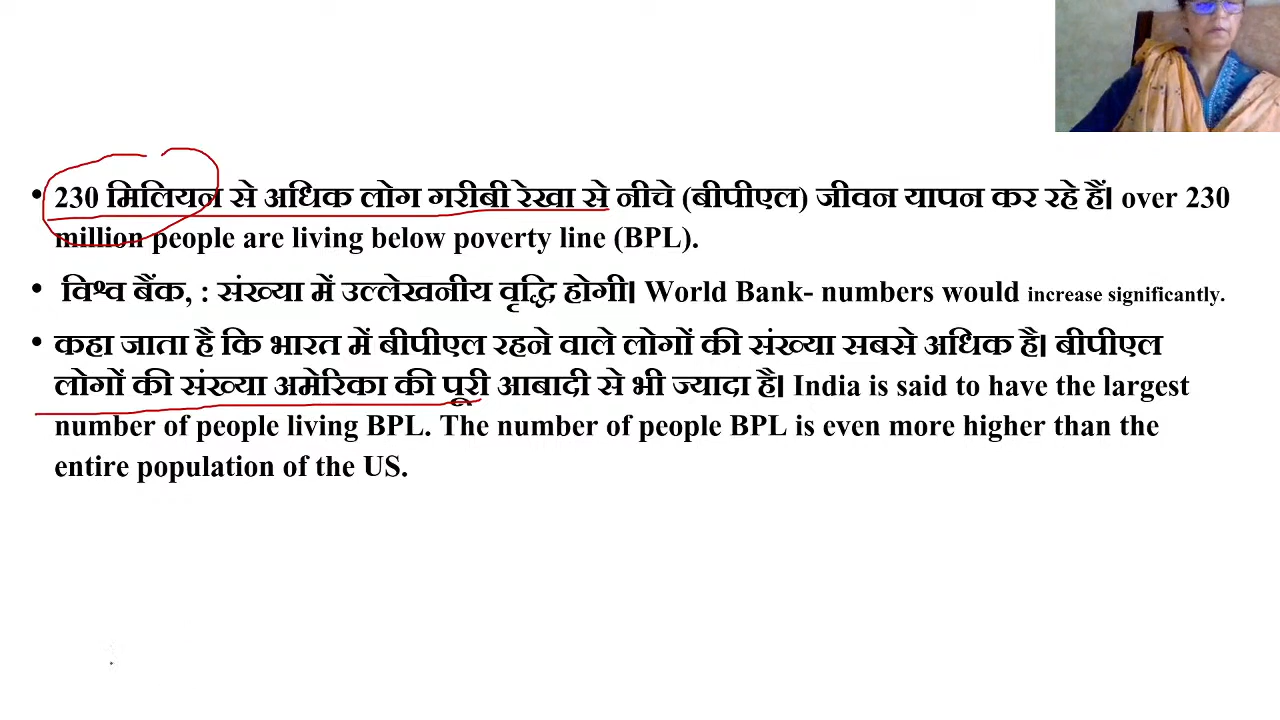 • 230 मिलियन से अधिक लोग गरीबी रेखा से नीचे (बीपीएल) जीवन यापन कर रहे हैं। over 230
million people are living below poverty line (BPL).
• विश्व बैंक, : संख्या में उल्लेखनीय वृद्धि होगी। World Bank- numbers would increase significantly.
• कहा जाता है कि भारत में बीपीएल रहने वाले लोगों की संख्या सबसे अधिक है। बीपीएल
लोगों की संख्या अमेरिका की पूरी आबादी से भी ज्यादा है। India is said to have the largest
number of people living BPL. The number of people BPL is even more higher than the
entire population of the US.